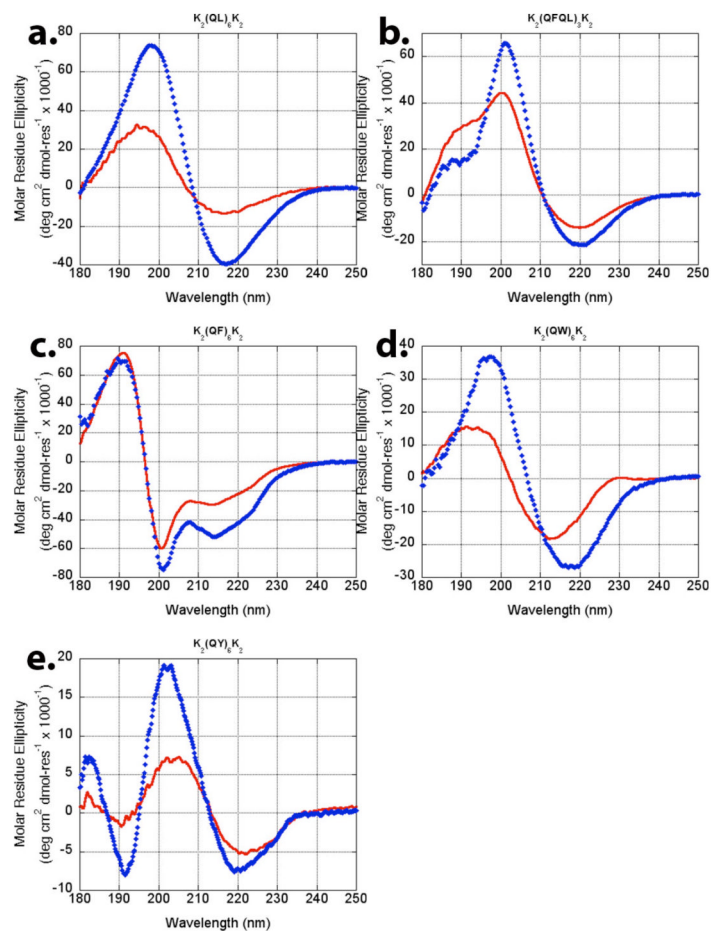 a.
K2(QL)6K2
Molar Residue Ellipticity
(deg cm² dmol-res⁻¹ x 1000⁻¹)
80
60
40
20
0
-20
-40
180 190 200 210 220 230 240 250
Wavelength (nm)
b.
K2(QFQL)3K2
Molar Residue Ellipticity
(deg cm² dmol-res⁻¹ x 1000⁻¹)
60
40
20
0
-20
180 190 200 210 220 230 240 250
Wavelength (nm)
c.
K2(QF)6K2
Molar Residue Ellipticity
(deg cm² dmol-res⁻¹ x 1000⁻¹)
80
60
40
20
0
-20
-40
-60
-80
180 190 200 210 220 230 240 250
Wavelength (nm)
d.
K2(QW)6K2
Molar Residue Ellipticity
(deg cm² dmol-res⁻¹ x 1000⁻¹)
40
30
20
10
0
-10
-20
-30
180 190 200 210 220 230 240 250
Wavelength (nm)
e.
K2(QY)6K2
Molar Residue Ellipticity
(deg cm² dmol-res⁻¹ x 1000⁻¹)
20
15
10
5
0
-5
-10
180 190 200 210 220 230 240 250
Wavelength (nm)